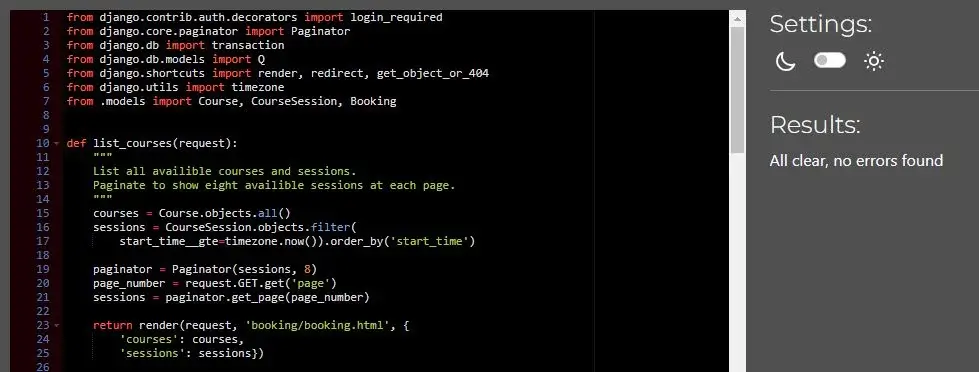 1 from django.contrib.auth.decorators import login_required
2 from django.core.paginator import Paginator
3 from django.db import transaction
4 from django.db.models import Q
5 from django.shortcuts import render, redirect, get_object_or_404
6 from django.utils import timezone
7 from .models import Course, CourseSession, Booking
8
9
10 def list_courses(request):
11     """
12     List all availible courses and sessions.
13     Paginate to show eight availible sessions at each page.
14     """
15     courses = Course.objects.all()
16     sessions = CourseSession.objects.filter(
17         start_time__gte=timezone.now()).order_by('start_time')
18
19     paginator = Paginator(sessions, 8)
20     page_number = request.GET.get('page')
21     sessions = paginator.get_page(page_number)
22
23     return render(request, 'booking/booking.html', {
24         'courses': courses,
25         'sessions': sessions})
26
Settings:
Results:
All clear, no errors found